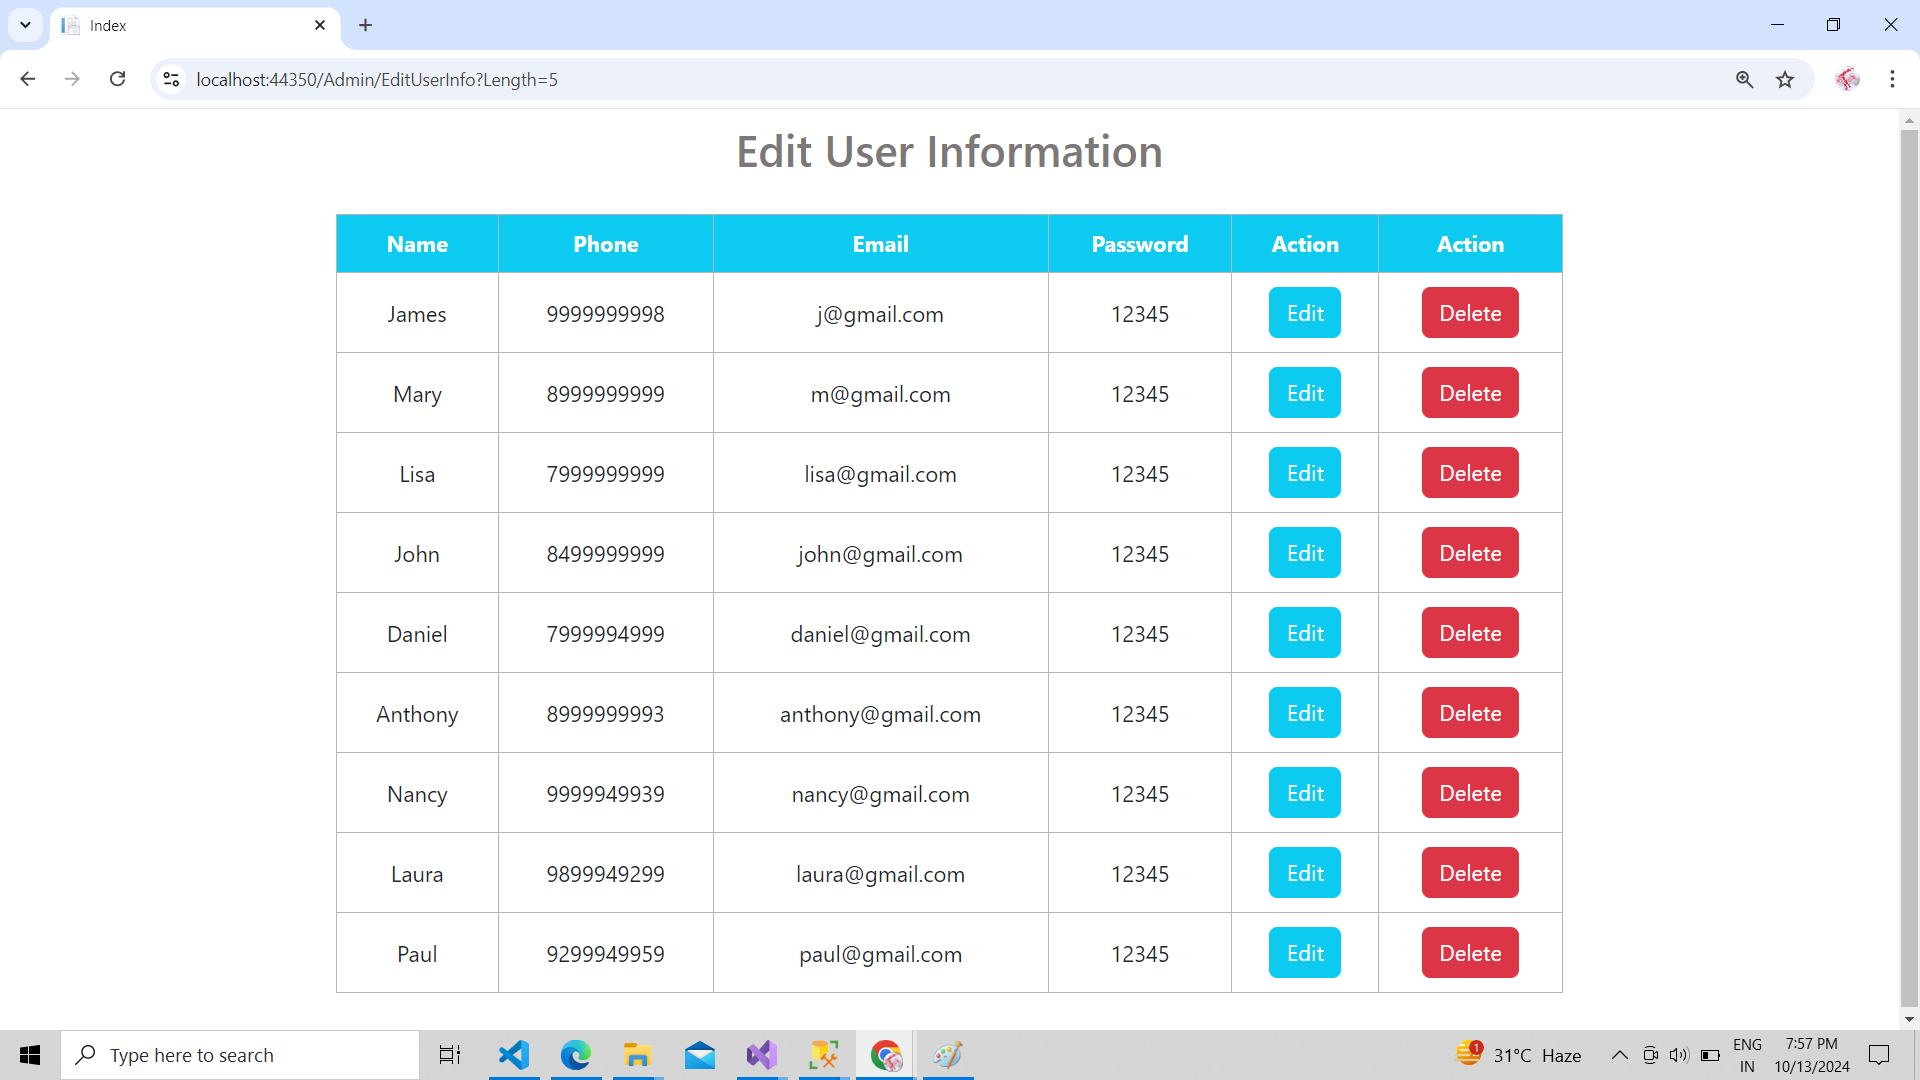 Index
localhost:44350/Admin/EditUserInfo?Length=5
Edit User Information
Name Phone Email Password Action Action
James 9999999998 j@gmail.com 12345 Edit Delete
Mary 8999999999 m@gmail.com 12345 Edit Delete
Lisa 7999999999 lisa@gmail.com 12345 Edit Delete
John 8499999999 john@gmail.com 12345 Edit Delete
Daniel 7999994999 daniel@gmail.com 12345 Edit Delete
Anthony 8999999993 anthony@gmail.com 12345 Edit Delete
Nancy 9999949939 nancy@gmail.com 12345 Edit Delete
Laura 9899949299 laura@gmail.com 12345 Edit Delete
Paul 9299949959 paul@gmail.com 12345 Edit Delete
Type here to search
1
31°C Haze
ENG
IN
7:57 PM
10/13/2024